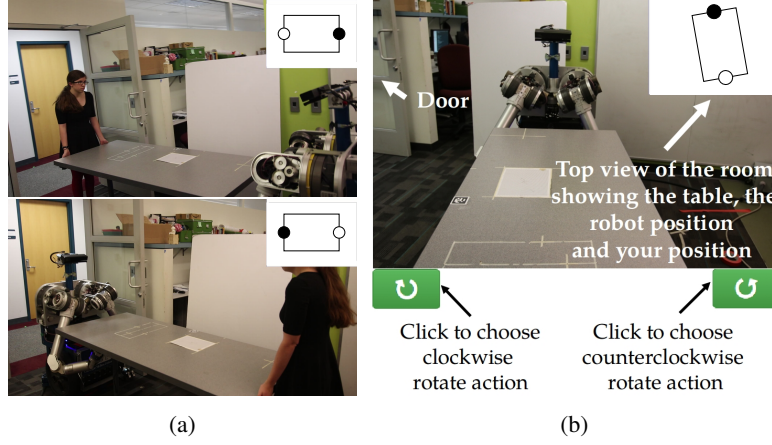 Door
Top view of the room
showing the table, the
robot position
and your position
Click to choose
clockwise
rotate action
Click to choose
counterclockwise
rotate action
(a)
(b)